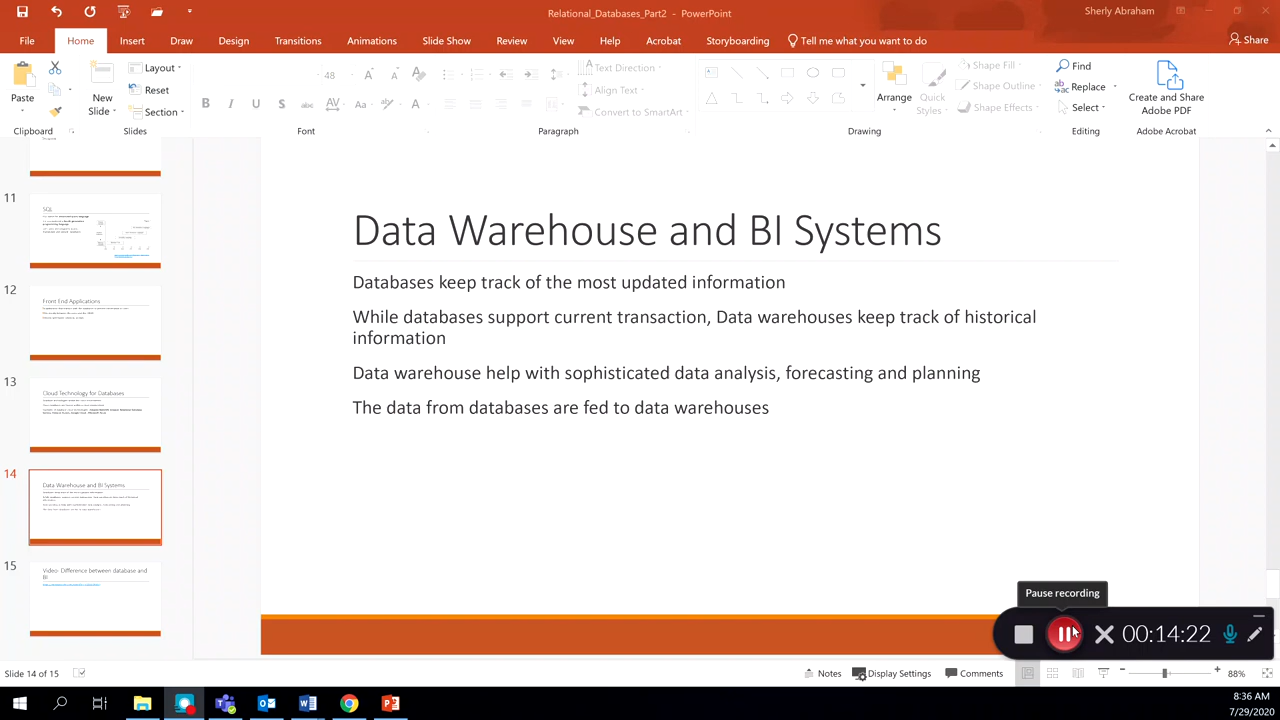 Relational_Databases_Part2 - PowerPoint
Sherly Abraham
File Home Insert Draw Design Transitions Animations Slide Show Review View Help Acrobat Storyboarding Tell me what you want to do Share
Paste
Clipboard
New Slide
Layout
Reset
Section
Slides
48
B I U S abc AV Aa A
Font
Text Direction
Align Text
Convert to SmartArt
Paragraph
Arrange
Quick Styles
Shape Fill
Shape Outline
Shape Effects
Drawing
Find
Replace
Select
Editing
Create and Share Adobe PDF
Adobe Acrobat
11
SQL
12
Front End Applications
13
Cloud Technology for Databases
14
Data Warehouse and BI Systems
15
Video- Difference between database and
BI
Data Warehouse and BI Systems
Databases keep track of the most updated information
While databases support current transaction, Data warehouses keep track of historical
information
Data warehouse help with sophisticated data analysis, forecasting and planning
The data from databases are fed to data warehouses
Pause recording
00:14:22
Slide 14 of 15
Notes Display Settings Comments 88%
8:36 AM
7/29/2020